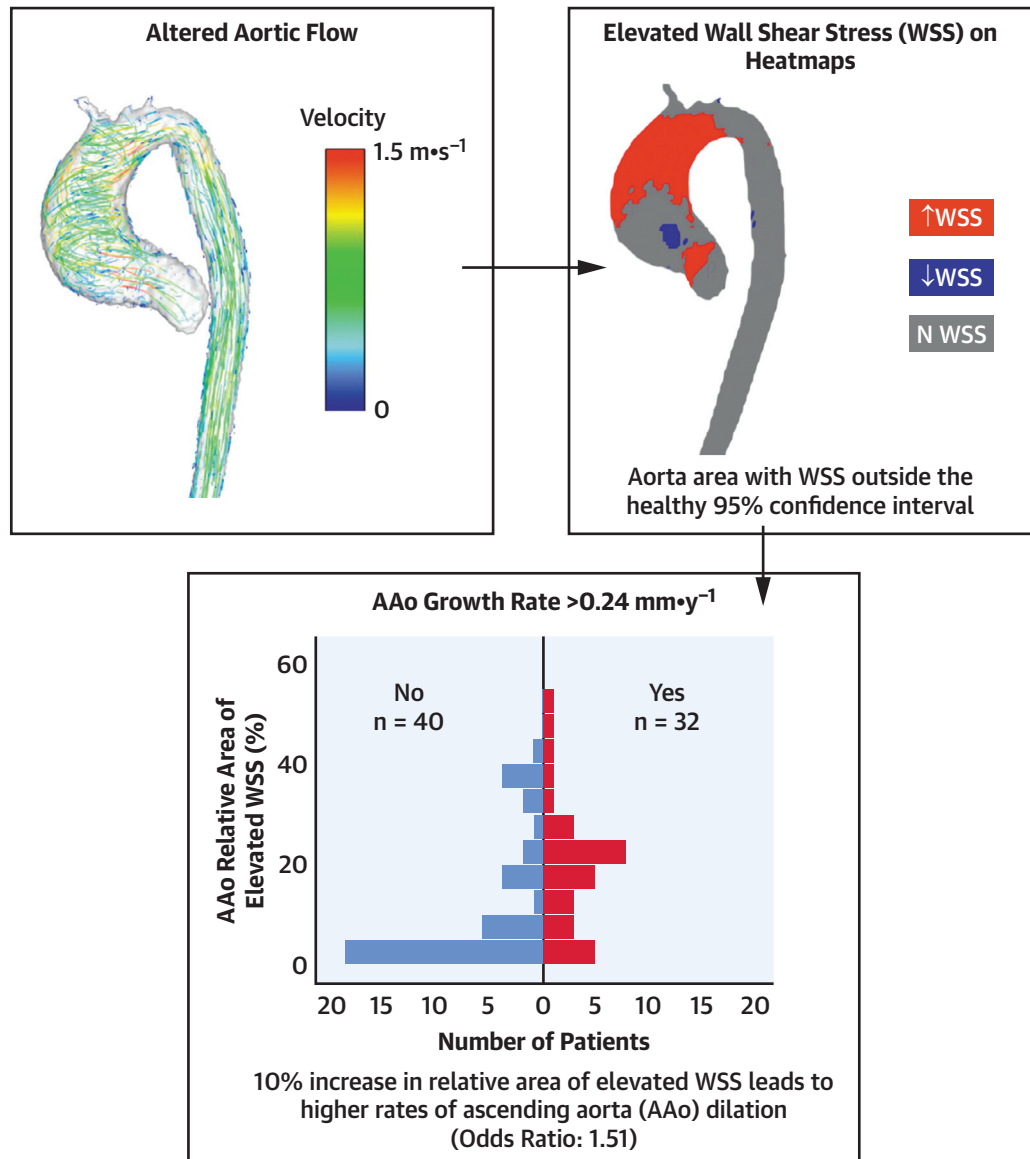 Altered Aortic Flow
Velocity
1.5 m•s⁻¹
0
Elevated Wall Shear Stress (WSS) on
Heatmaps
↑WSS
↓WSS
N WSS
Aorta area with WSS outside the
healthy 95% confidence interval
AAo Growth Rate >0.24 mm•y⁻¹
AAo Relative Area of
Elevated WSS (%)
60
40
20
0
No
n = 40
Yes
n = 32
20 15 10 5 0 5 10 15 20
Number of Patients
10% increase in relative area of elevated WSS leads to
higher rates of ascending aorta (AAo) dilation
(Odds Ratio: 1.51)